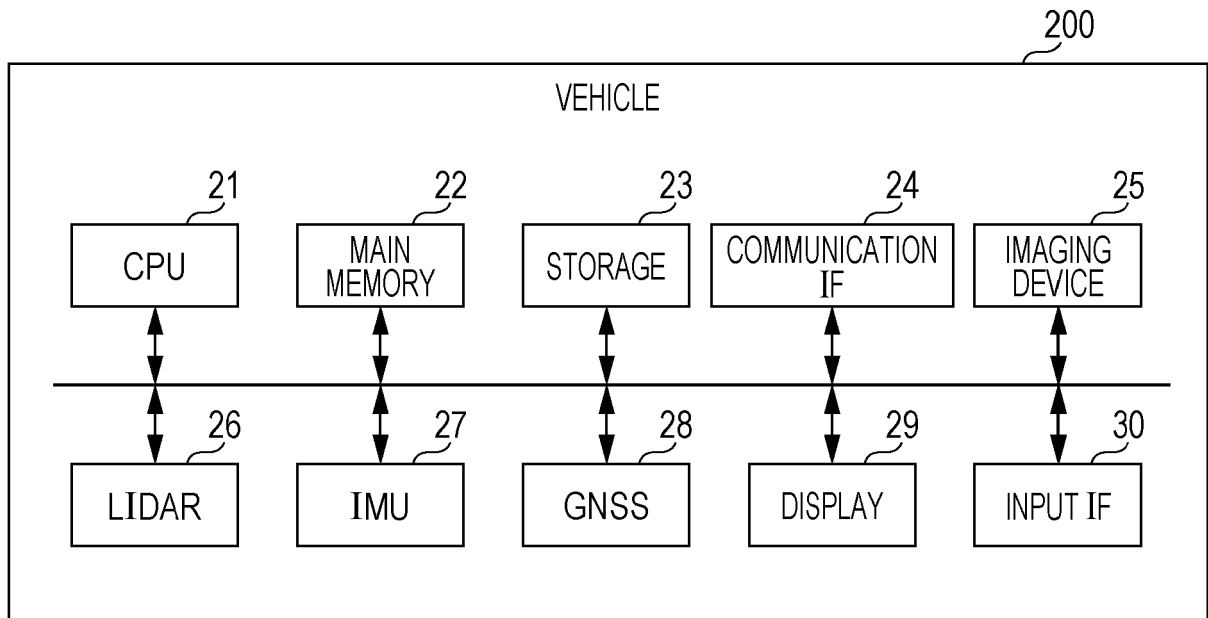 200
VEHICLE
21 22 23 24 25
CPU
MAIN
MEMORY
STORAGE
COMMUNICATION
IF
IMAGING
DEVICE
26 27 28 29 30
LIDAR
IMU
GNSS
DISPLAY
INPUT IF